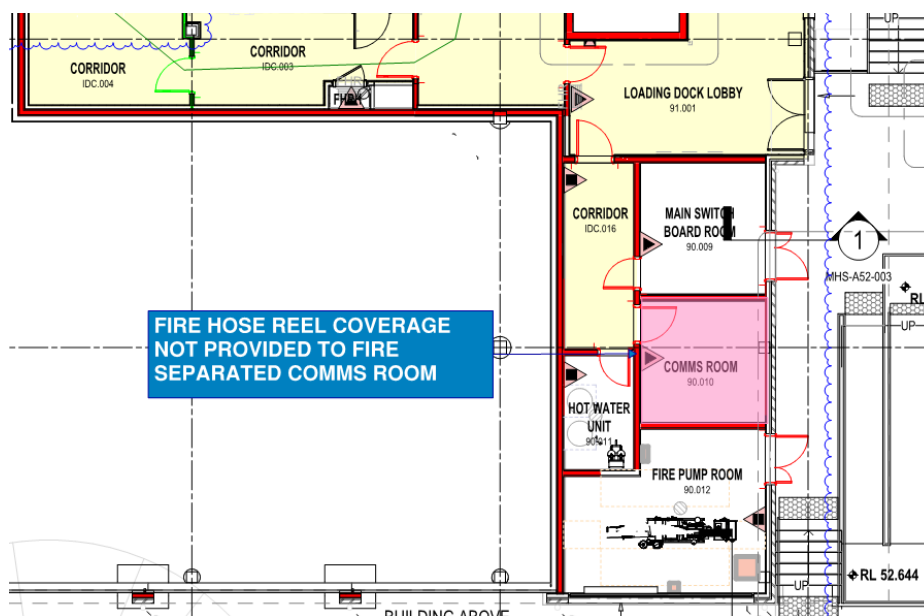 CORRIDOR
IDC.004
CORRIDOR
IDC.003
LOADING DOCK LOBBY
91.001
CORRIDOR
IDC.016
MAIN SWITCH
BOARD ROOM
90.009
1
MHS-A52-003
RL
UP
UP
FIRE HOSE REEL COVERAGE
NOT PROVIDED TO FIRE
SEPARATED COMMS ROOM
COMMS ROOM
90.010
HOT WATER
UNIT
FIRE PUMP ROOM
90.012
UP
RL 52.644
BUILDING ABOVE